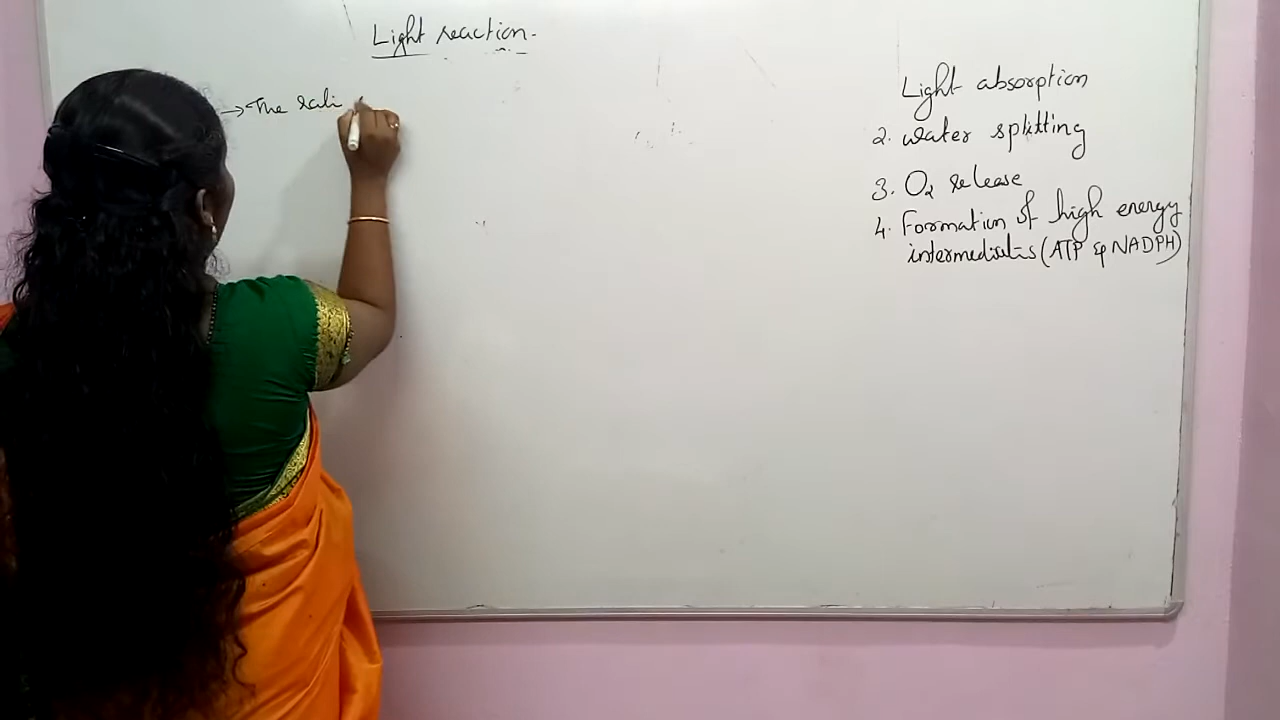 Light reaction-
→ The radi
Light absorption
2. water splitting
3. O2 release
4. Formation of high energy
intermediates (ATP & NADPH)